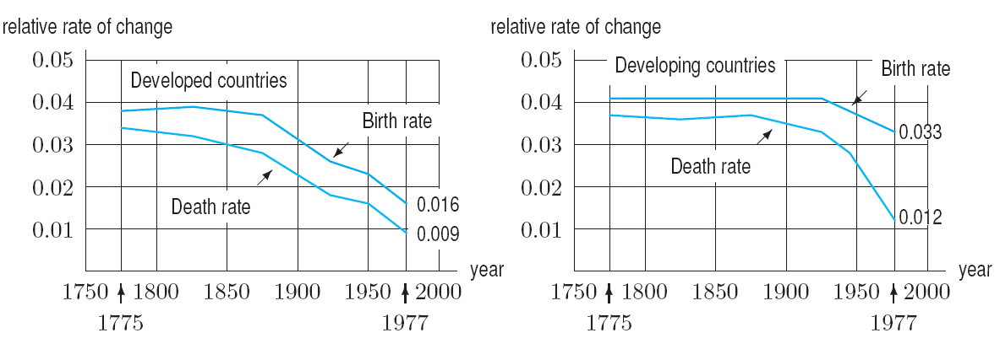 relative rate of change
0.05
Developed countries
0.04
Birth rate
0.03
0.02
Death rate
0.016
0.01
0.009
year
1750 1800 1850 1900 1950 2000
1775 1977
relative rate of change
0.05
Developing countries
Birth rate
0.04
0.033
0.03
Death rate
0.02
0.012
0.01
year
1750 1800 1850 1900 1950 2000
1775 1977